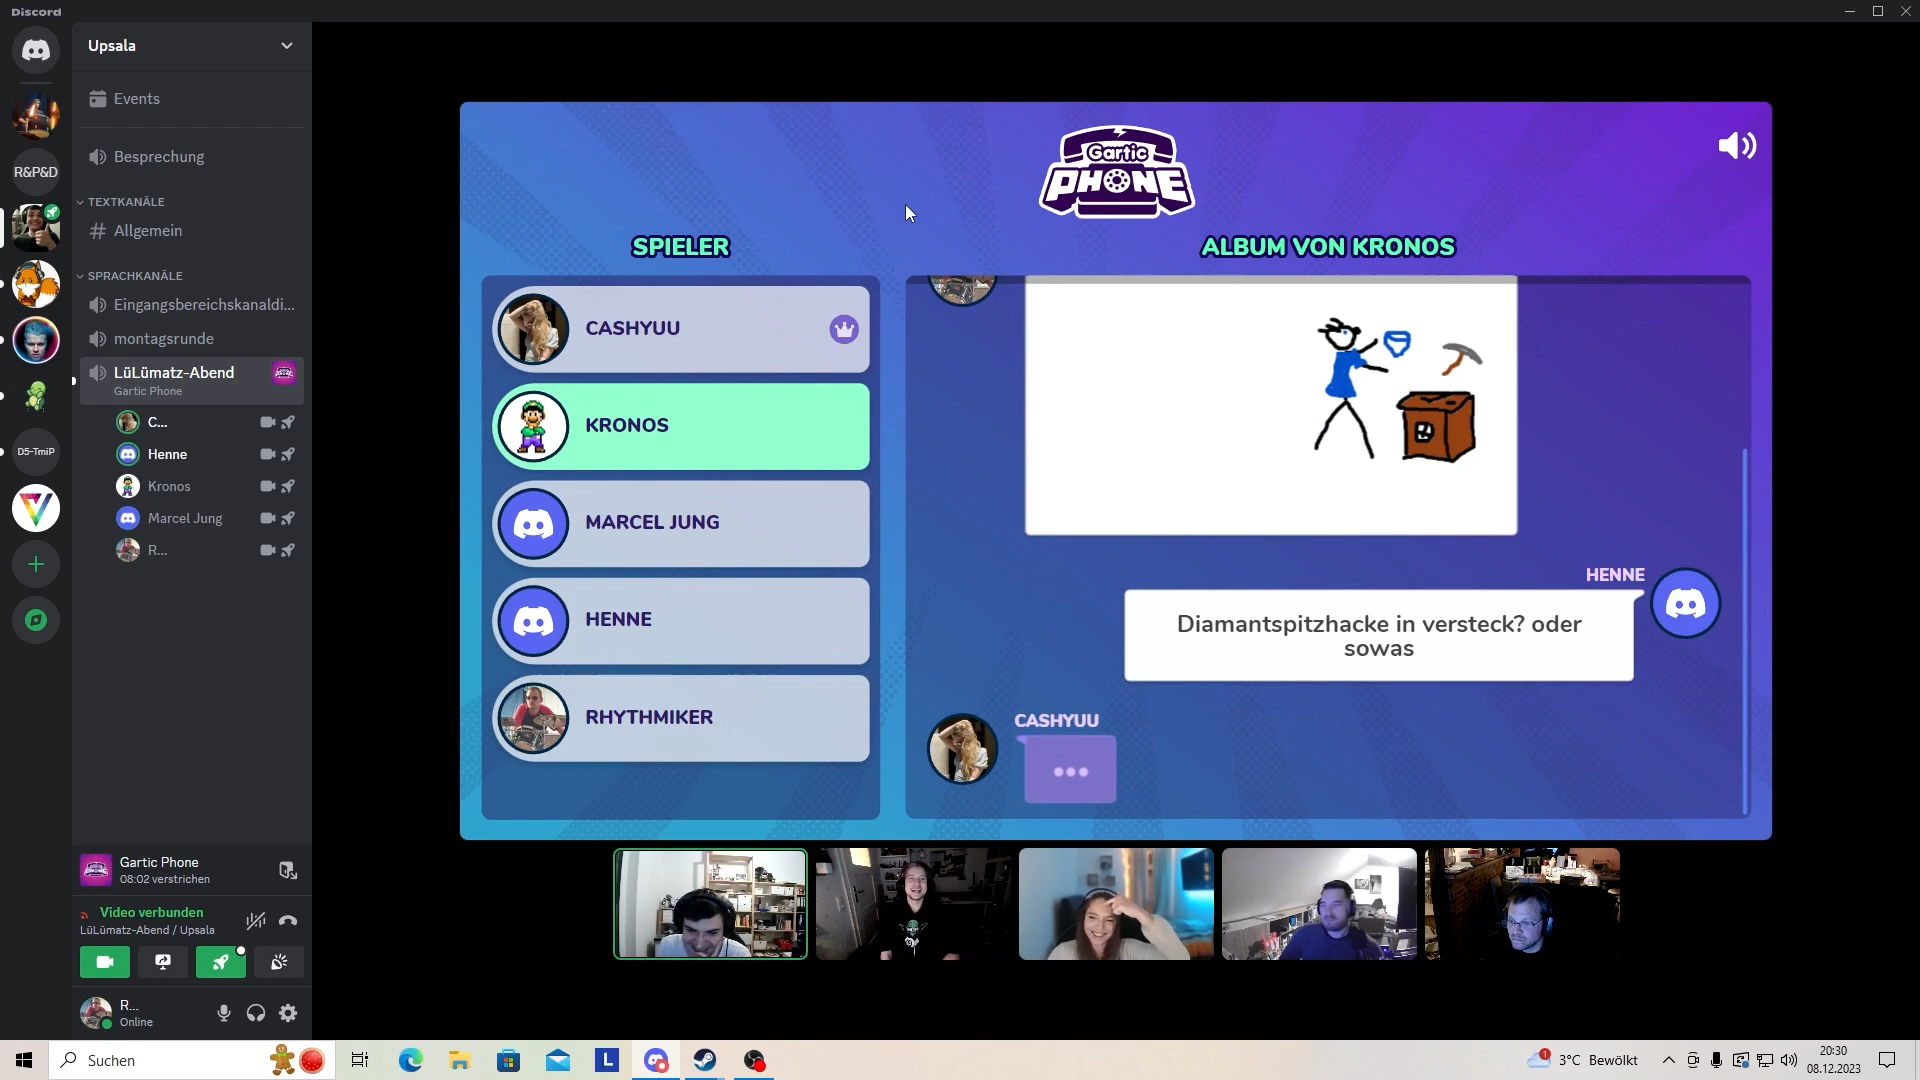 Discord
Upsala
Events
Besprechung
R&P&D
TEXTKANÄLE
Allgemein
SPRACHKANÄLE
Eingangsbereichskanaldi...
montagsrunde
LüLümatz-Abend
Gartic Phone
C...
Henne
D5-TmiP
Kronos
Marcel Jung
R...
Gartic
PHONE
SPIELER
ALBUM VON KRONOS
CASHYUU
KRONOS
MARCEL JUNG
HENNE
RHYTHMIKER
HENNE
Diamantspitzhacke in versteck? oder
sowas
CASHYUU
Gartic Phone
08:02 verstrichen
Video verbunden
LüLümatz-Abend / Upsala
R...
Online
Suchen
L
1
3°C Bewölkt
20:30
08.12.2023